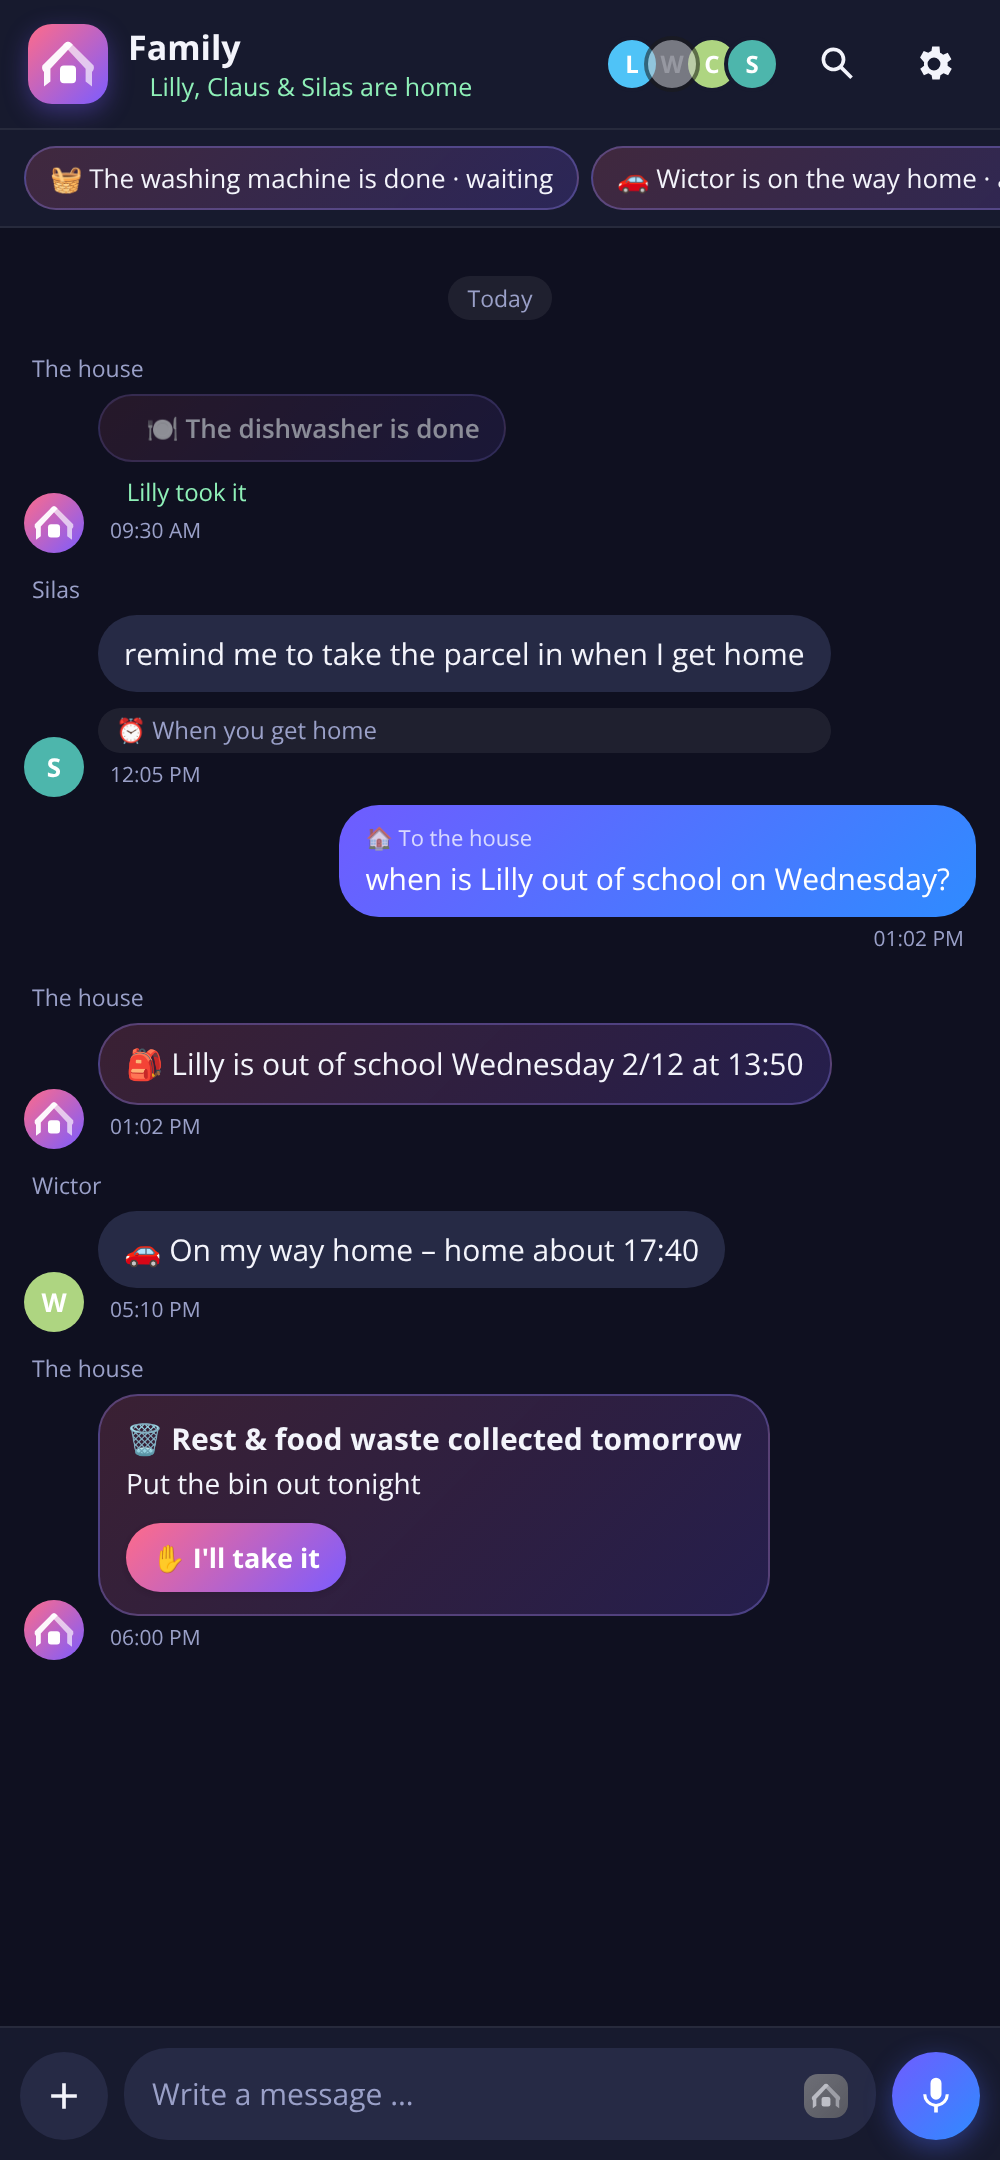 Family
Lilly, Claus & Silas are home
L W C S
🧺 The washing machine is done · waiting
🚗 Wictor is on the way home ·
Today
The house
🍽️ The dishwasher is done
Lilly took it
09:30 AM
Silas
remind me to take the parcel in when I get home
⏰ When you get home
S
12:05 PM
🏠 To the house
when is Lilly out of school on Wednesday?
01:02 PM
The house
🎒 Lilly is out of school Wednesday 2/12 at 13:50
01:02 PM
Wictor
🚗 On my way home – home about 17:40
W
05:10 PM
The house
🗑️ Rest & food waste collected tomorrow
Put the bin out tonight
✋ I'll take it
06:00 PM
Write a message ...